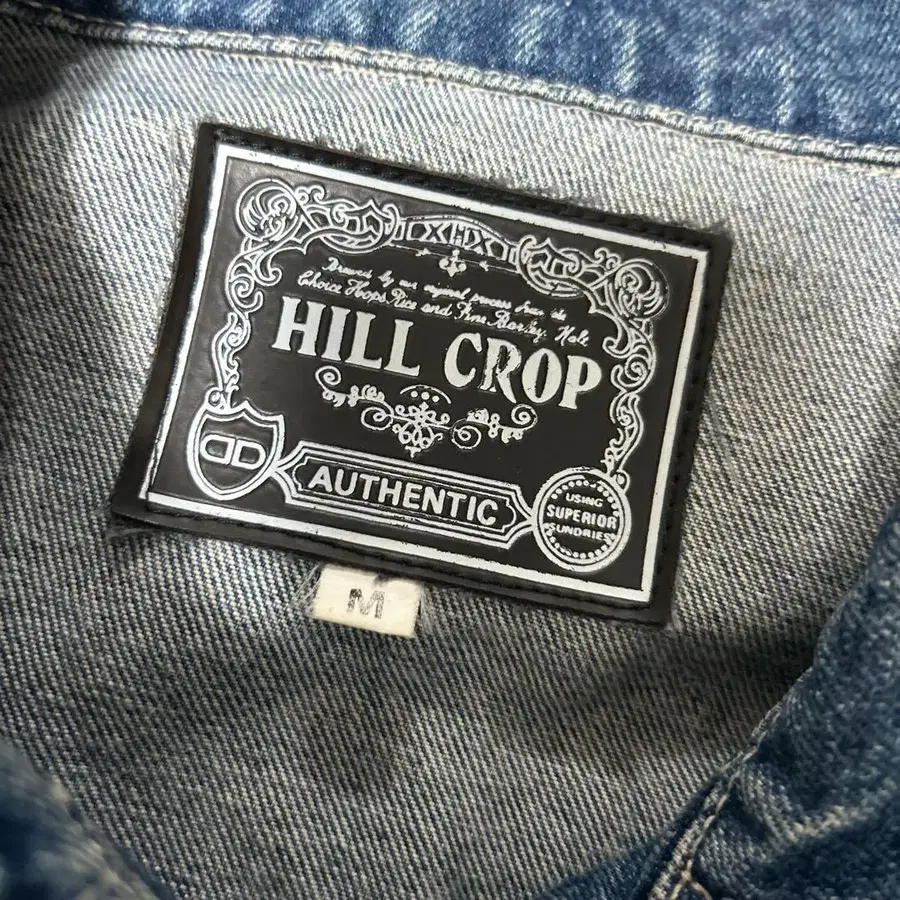 Brewed by our original process from the
Choice Hops, Rice and Fine Barley. Malt
HILL CROP
AUTHENTIC
USING
SUPERIOR
SUNDRIES
M